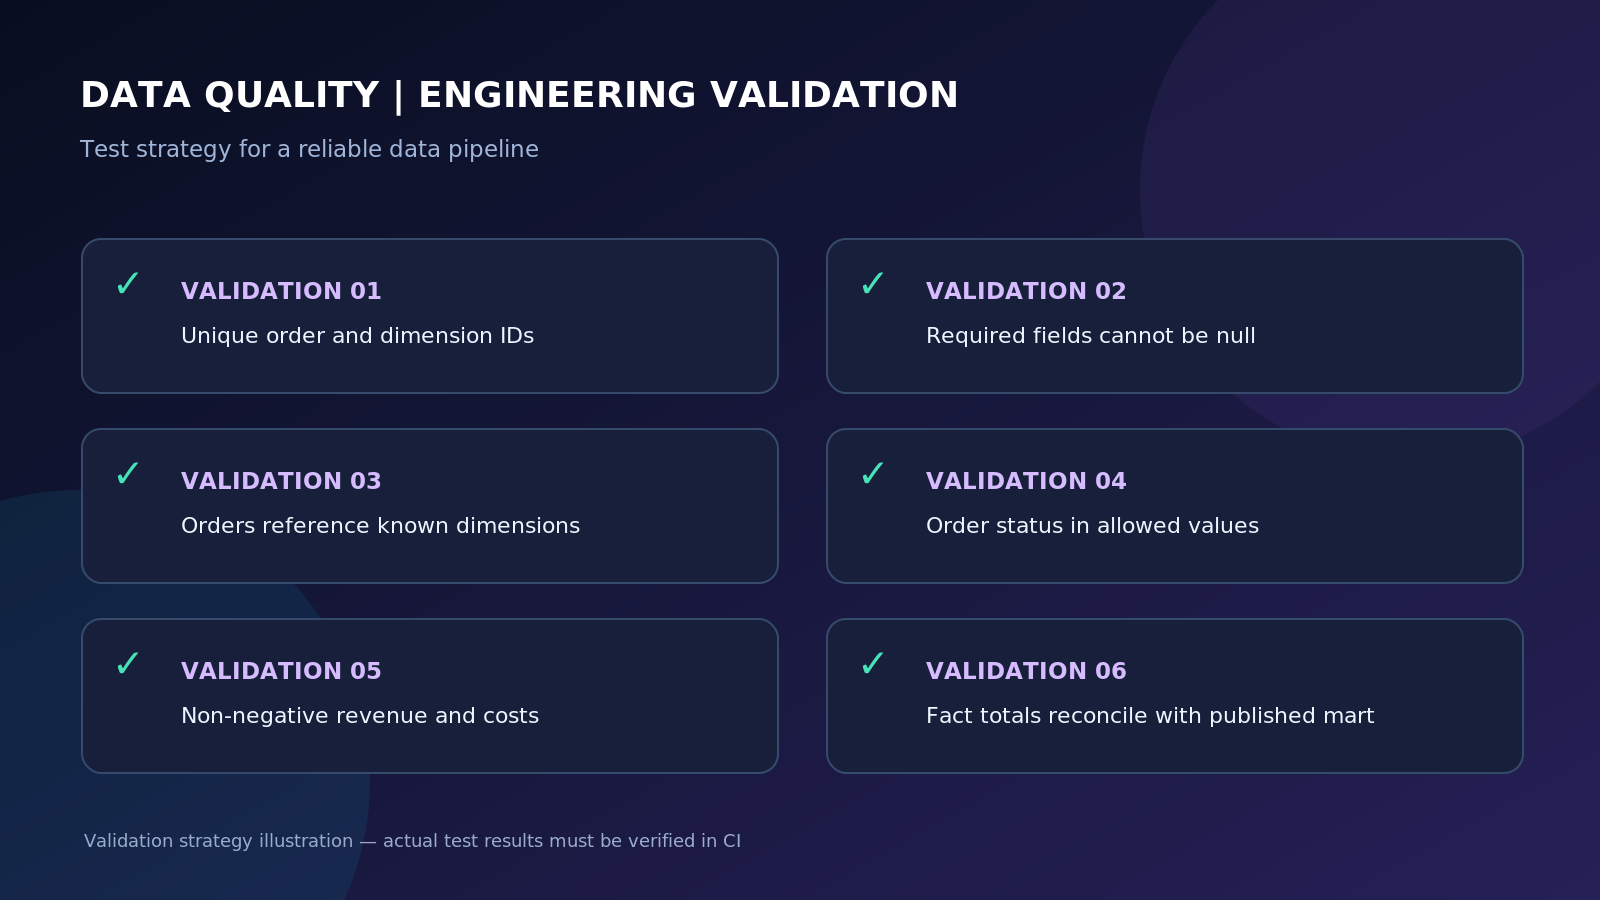 DATA QUALITY | ENGINEERING VALIDATION
Test strategy for a reliable data pipeline
✓ VALIDATION 01
Unique order and dimension IDs
✓ VALIDATION 02
Required fields cannot be null
✓ VALIDATION 03
Orders reference known dimensions
✓ VALIDATION 04
Order status in allowed values
✓ VALIDATION 05
Non-negative revenue and costs
✓ VALIDATION 06
Fact totals reconcile with published mart
Validation strategy illustration — actual test results must be verified in CI